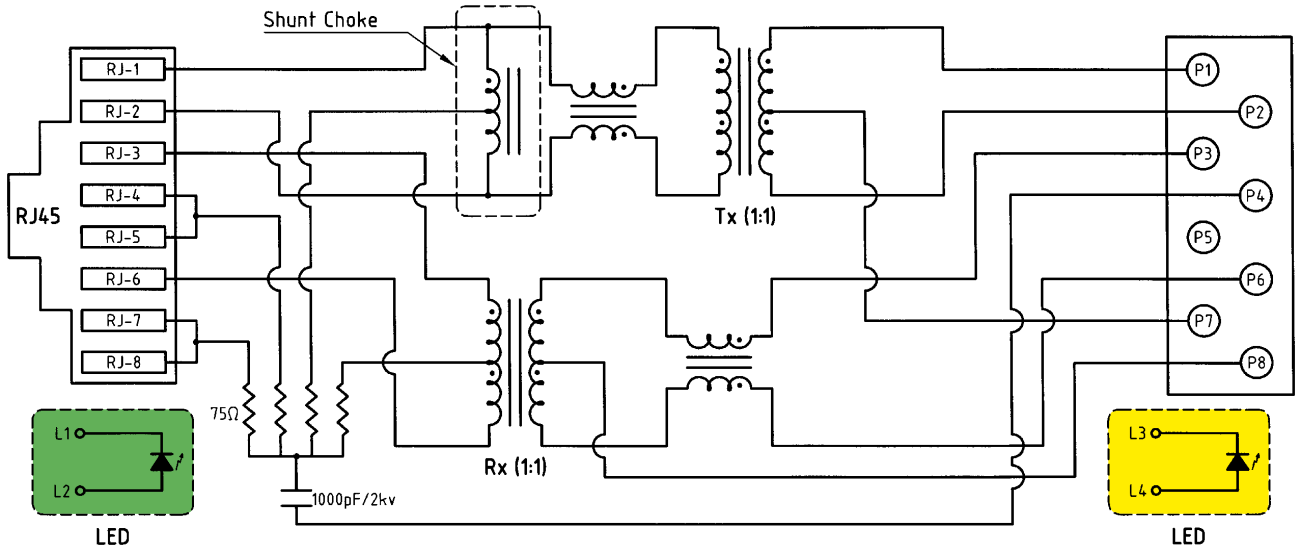 Shunt Choke
RJ45
RJ-1
RJ-2
RJ-3
RJ-4
RJ-5
RJ-6
RJ-7
RJ-8
Tx (1:1)
Rx (1:1)
P1
P2
P3
P4
P5
P6
P7
P8
75Ω
1000pF/2kv
L1
L2
LED
L3
L4
LED